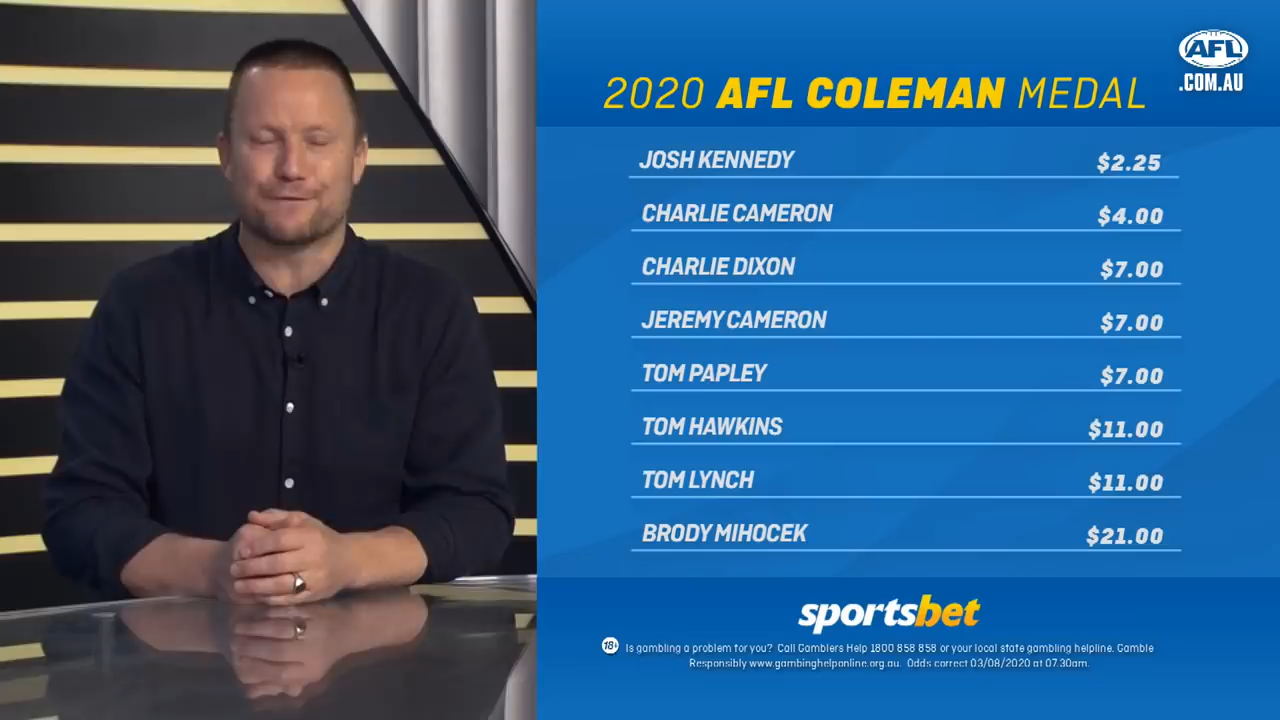 AFL
.COM.AU
2020 AFL COLEMAN MEDAL
JOSH KENNEDY $2.25
CHARLIE CAMERON $4.00
CHARLIE DIXON $7.00
JEREMY CAMERON $7.00
TOM PAPLEY $7.00
TOM HAWKINS $11.00
TOM LYNCH $11.00
BRODY MIHOCEK $21.00
sportsbet
18+ Is gambling a problem for you? Call Gamblers Help 1800 858 858 or your local state gambling helpline. Gamble
Responsibly www.gambinghelponline.org.au. Odds correct 03/08/2020 at 07.30am.